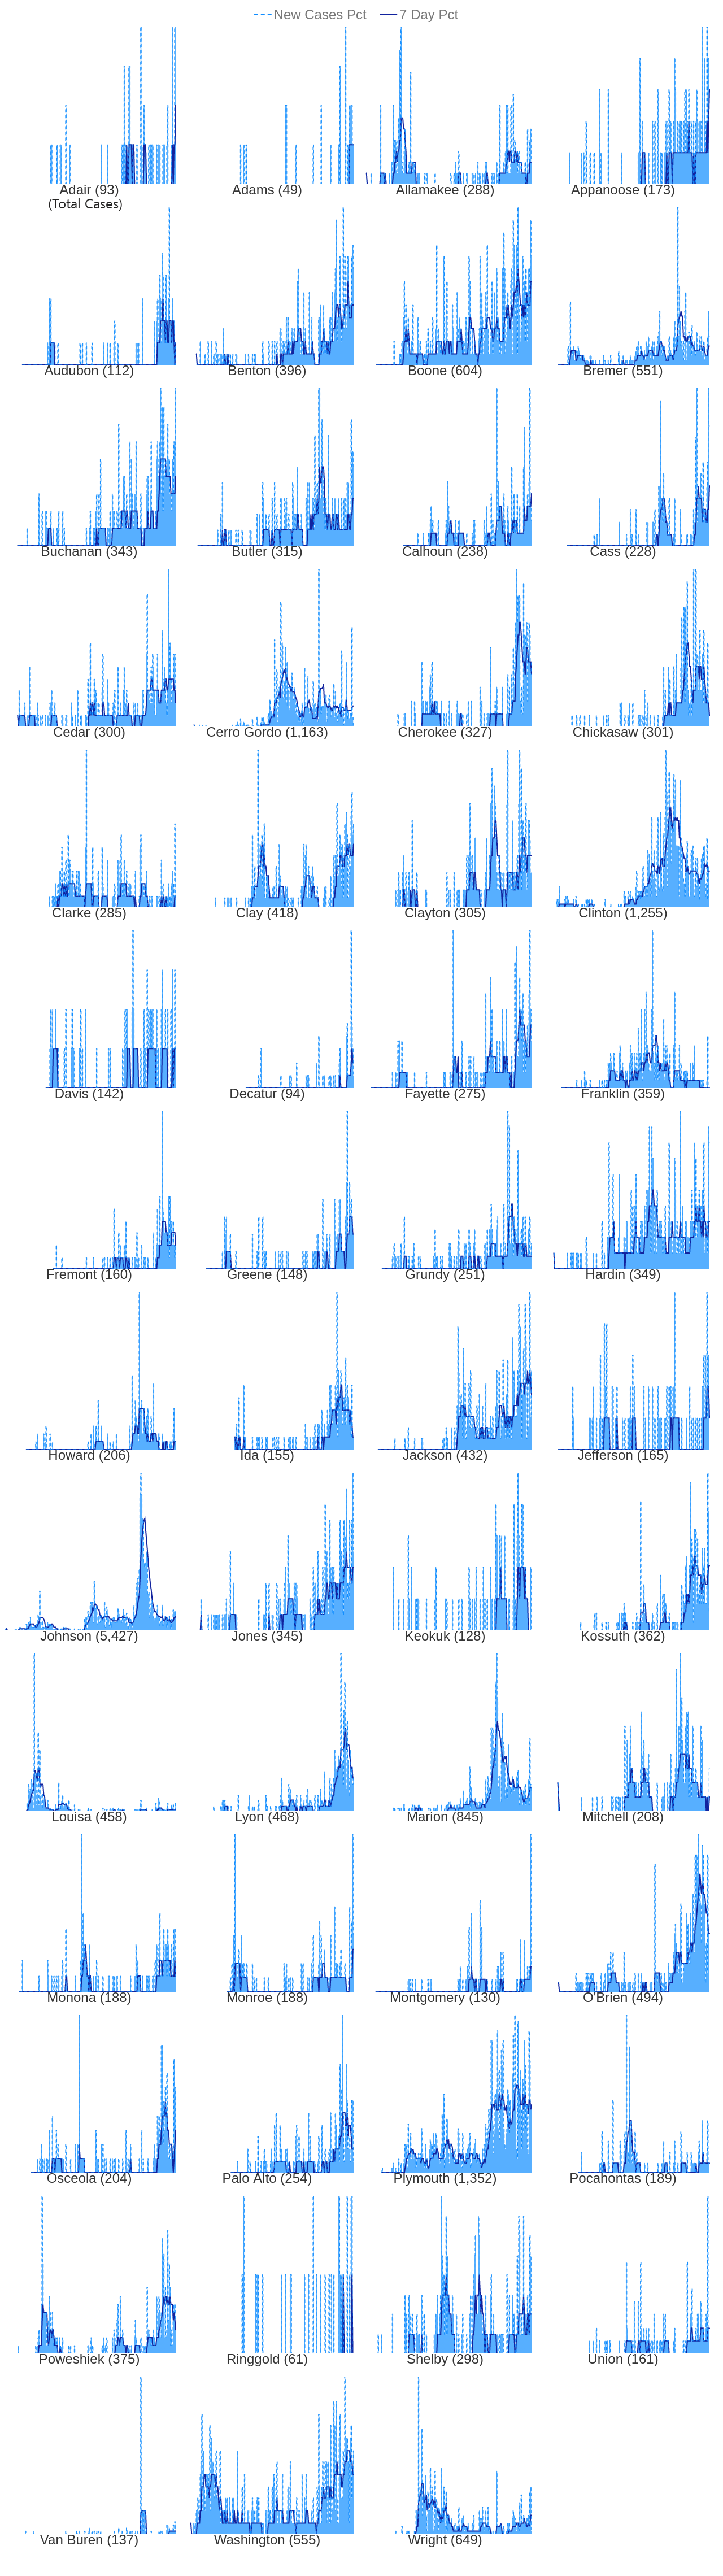 New Cases Pct 7 Day Pct
Adair (93) Adams (49) Allamakee (288) Appanoose (173)
(Total Cases)
Audubon (112) Benton (396) Boone (604) Bremer (551)
Buchanan (343) Butler (315) Calhoun (238) Cass (228)
Cedar (300) Cerro Gordo (1,163) Cherokee (327) Chickasaw (301)
Clarke (285) Clay (418) Clayton (305) Clinton (1,255)
Davis (142) Decatur (94) Fayette (275) Franklin (359)
Fremont (160) Greene (148) Grundy (251) Hardin (349)
Howard (206) Ida (155) Jackson (432) Jefferson (165)
Johnson (5,427) Jones (345) Keokuk (128) Kossuth (362)
Louisa (458) Lyon (468) Marion (845) Mitchell (208)
Monona (188) Monroe (188) Montgomery (130) O'Brien (494)
Osceola (204) Palo Alto (254) Plymouth (1,352) Pocahontas (189)
Poweshiek (375) Ringgold (61) Shelby (298) Union (161)
Van Buren (137) Washington (555) Wright (649)